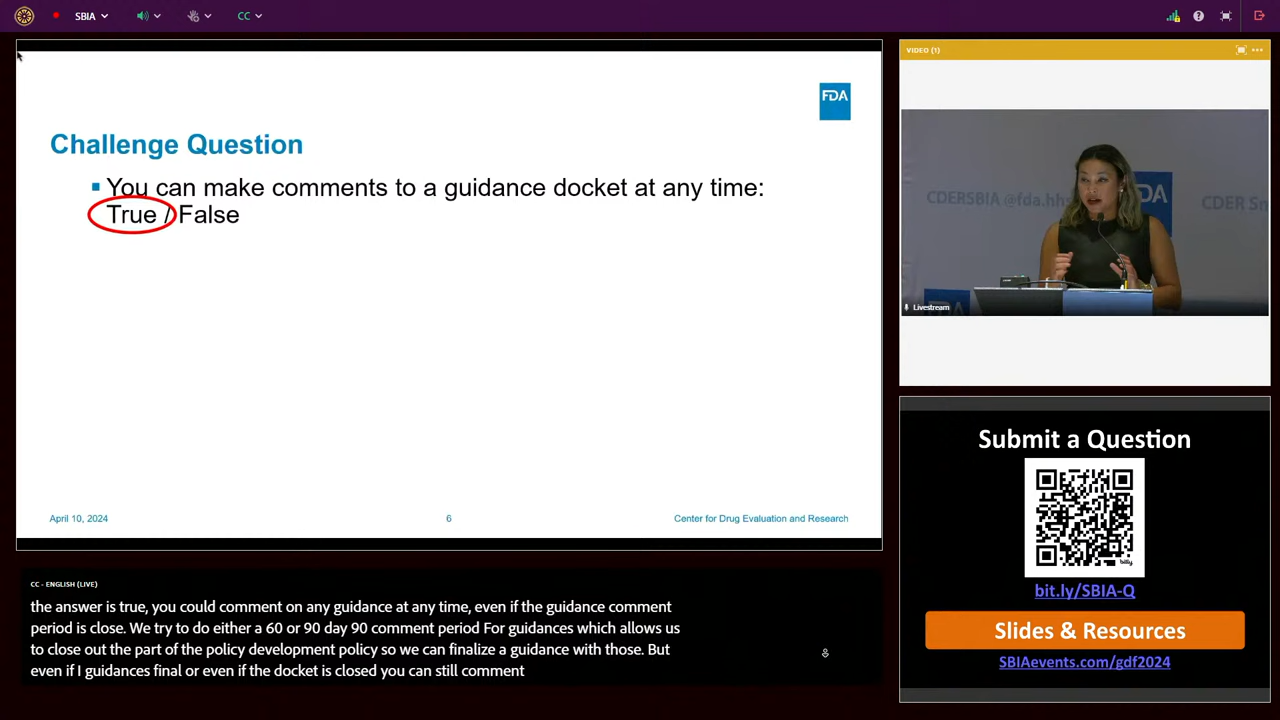 SBIA
CC
FDA
Challenge Question
You can make comments to a guidance docket at any time:
True / False
April 10, 2024
6
Center for Drug Evaluation and Research
VIDEO (1)
CDERSBIA @fda.hhs
DA
CDER Sm
Livestream
Submit a Question
bitly
bit.ly/SBIA-Q
Slides & Resources
SBIAevents.com/gdf2024
CC - ENGLISH (LIVE)
the answer is true, you could comment on any guidance at any time, even if the guidance comment
period is close. We try to do either a 60 or 90 day 90 comment period For guidances which allows us
to close out the part of the policy development policy so we can finalize a guidance with those. But
even if I guidances final or even if the docket is closed you can still comment